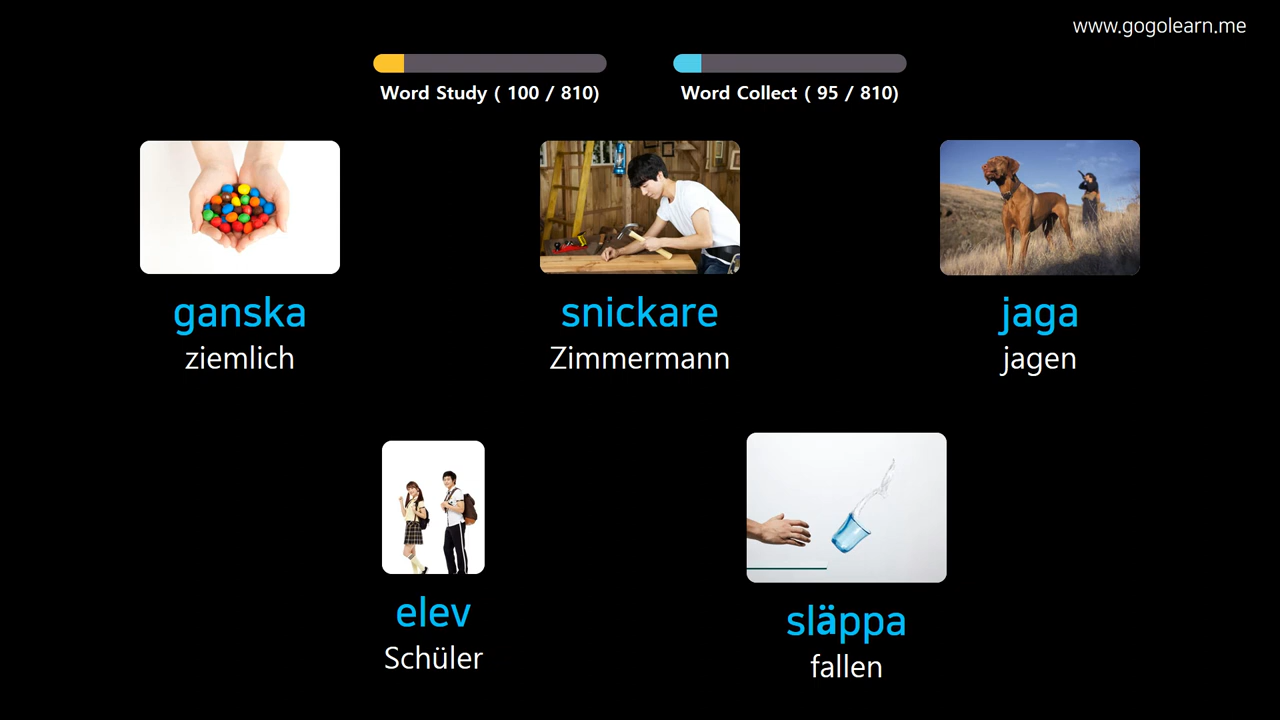 www.gogolearn.me
Word Study ( 100 / 810)
Word Collect ( 95 / 810)
ganska
ziemlich
snickare
Zimmermann
jaga
jagen
elev
Schüler
släppa
fallen